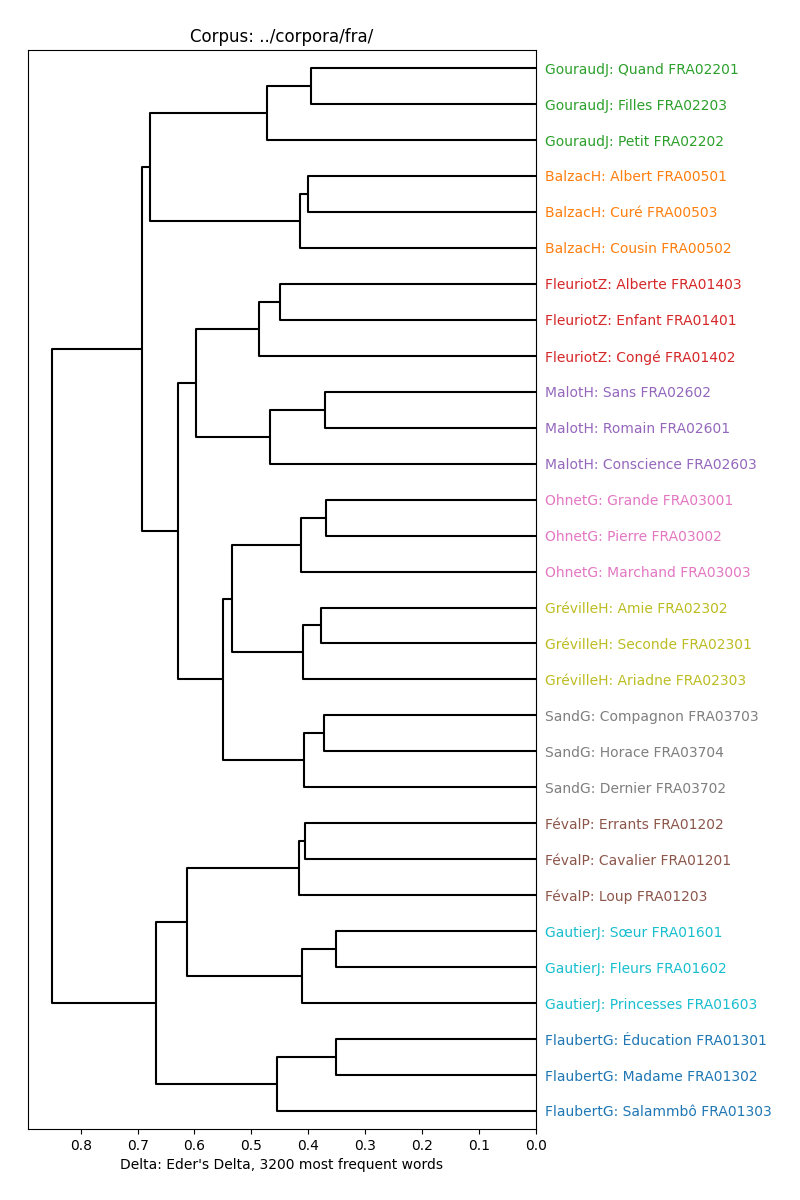 Corpus: ../corpora/fra/
GouraudJ: Quand FRA02201
GouraudJ: Filles FRA02203
GouraudJ: Petit FRA02202
BalzacH: Albert FRA00501
BalzacH: Curé FRA00503
BalzacH: Cousin FRA00502
FleuriotZ: Alberte FRA01403
FleuriotZ: Enfant FRA01401
FleuriotZ: Congé FRA01402
MalotH: Sans FRA02602
MalotH: Romain FRA02601
MalotH: Conscience FRA02603
OhnetG: Grande FRA03001
OhnetG: Pierre FRA03002
OhnetG: Marchand FRA03003
GrévilleH: Amie FRA02302
GrévilleH: Seconde FRA02301
GrévilleH: Ariadne FRA02303
SandG: Compagnon FRA03703
SandG: Horace FRA03704
SandG: Dernier FRA03702
FévalP: Errants FRA01202
FévalP: Cavalier FRA01201
FévalP: Loup FRA01203
GautierJ: Sœur FRA01601
GautierJ: Fleurs FRA01602
GautierJ: Princesses FRA01603
FlaubertG: Éducation FRA01301
FlaubertG: Madame FRA01302
FlaubertG: Salammbô FRA01303
0.8 0.7 0.6 0.5 0.4 0.3 0.2 0.1 0.0
Delta: Eder's Delta, 3200 most frequent words